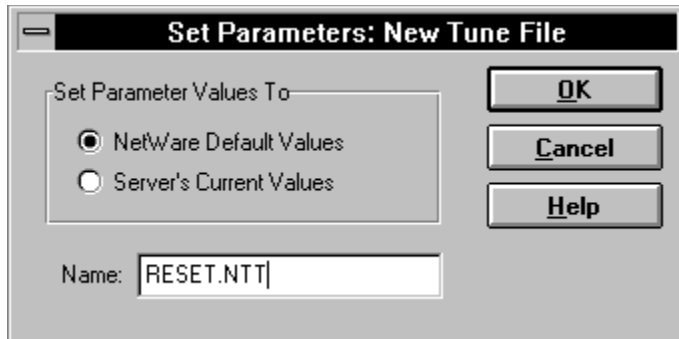 Set Parameters: New Tune File
Set Parameter Values To
NetWare Default Values
Server's Current Values
OK
Cancel
Help
Name: RESET.NTT